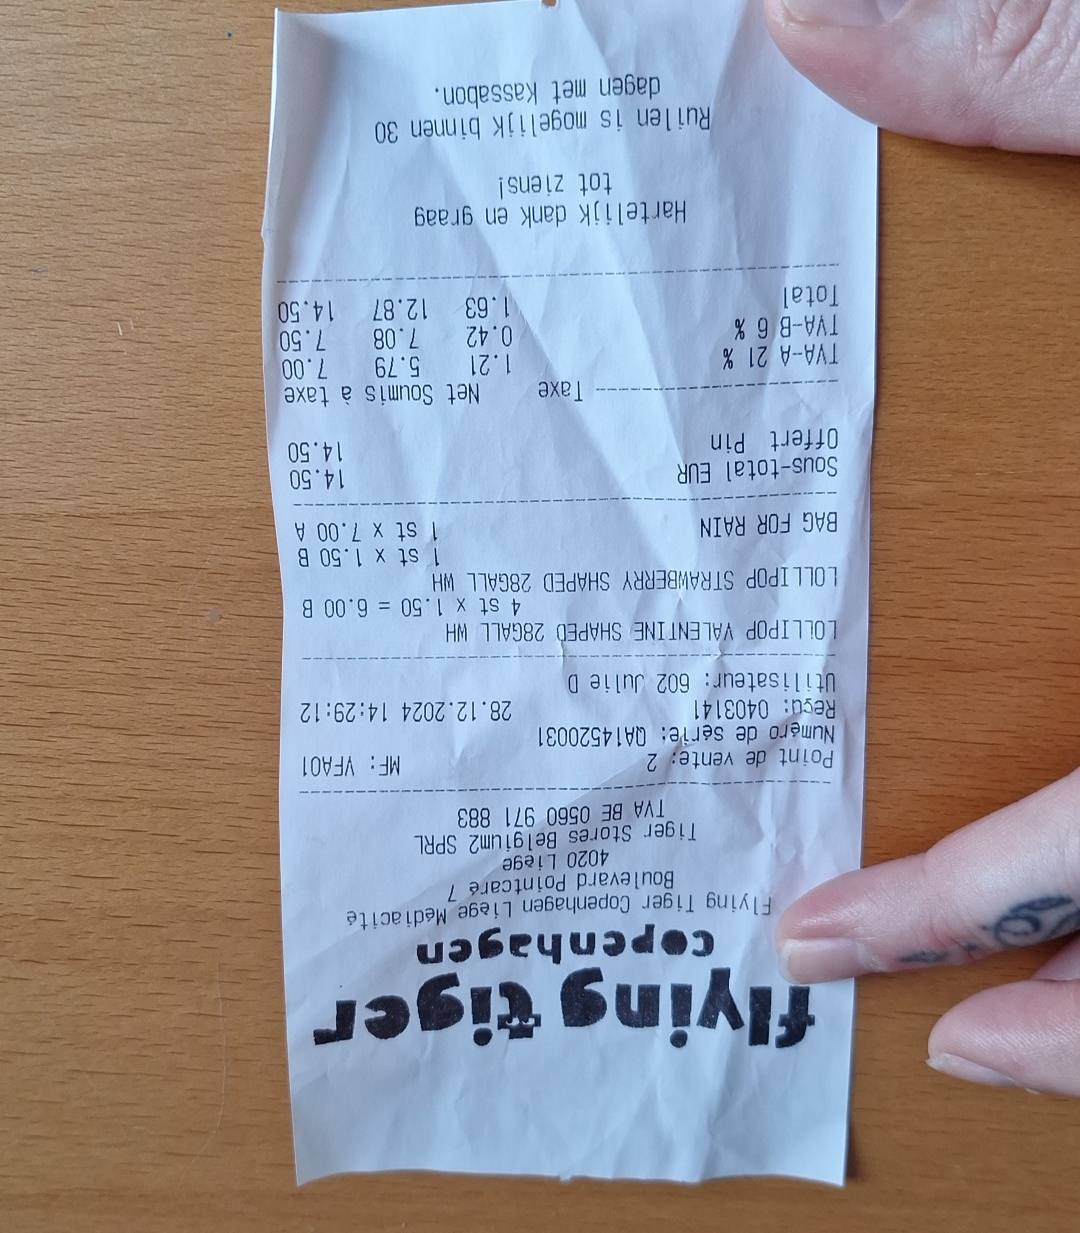 flying tiger
copenhagen
Flying Tiger Copenhagen Liège Médiacité
Boulevard Pointcaré 7
4020 Liège
Tiger Stores Belgium2 SPRL
TVA BE 0560 971 883
Point de vente: 2 MF: VFA01
Numéro de série: QA14520031
Reçu: 0403141 28.12.2024 14:29:12
Utilisateur: 602 Julie D
LOLLIPOP VALENTINE SHAPED 28GALL WH
4 st x 1.50 = 6.00 B
LOLLIPOP STRAWBERRY SHAPED 28GALL WH
1 st x 1.50 B
BAG FOR RAIN 1 st x 7.00 A
Sous-total EUR 14.50
Offert Pin 14.50
Taxe Net Soumis à taxe
TVA-A 21 % 1.21 5.79 7.00
TVA-B 6 % 0.42 7.08 7.50
Total 1.63 12.87 14.50
Hartelijk dank en graag
tot ziens!
Ruilen is mogelijk binnen 30
dagen met kassabon.